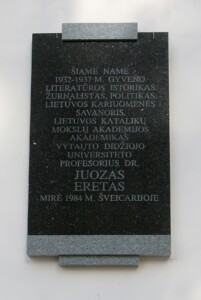 ŠIAME NAME
1932-1937 M. GYVENO
LITERATŪROS ISTORIKAS,
ŽURNALISTAS, POLITIKAS,
LIETUVOS KARIUOMENĖS
SAVANORIS,
LIETUVOS KATALIKŲ
MOKSLŲ AKADEMIJOS
AKADEMIKAS
VYTAUTO DIDŽIOJO
UNIVERSITETO
PROFESORIUS DR.
JUOZAS
ERETAS
MIRĖ 1984 M. ŠVEICARIJOJE